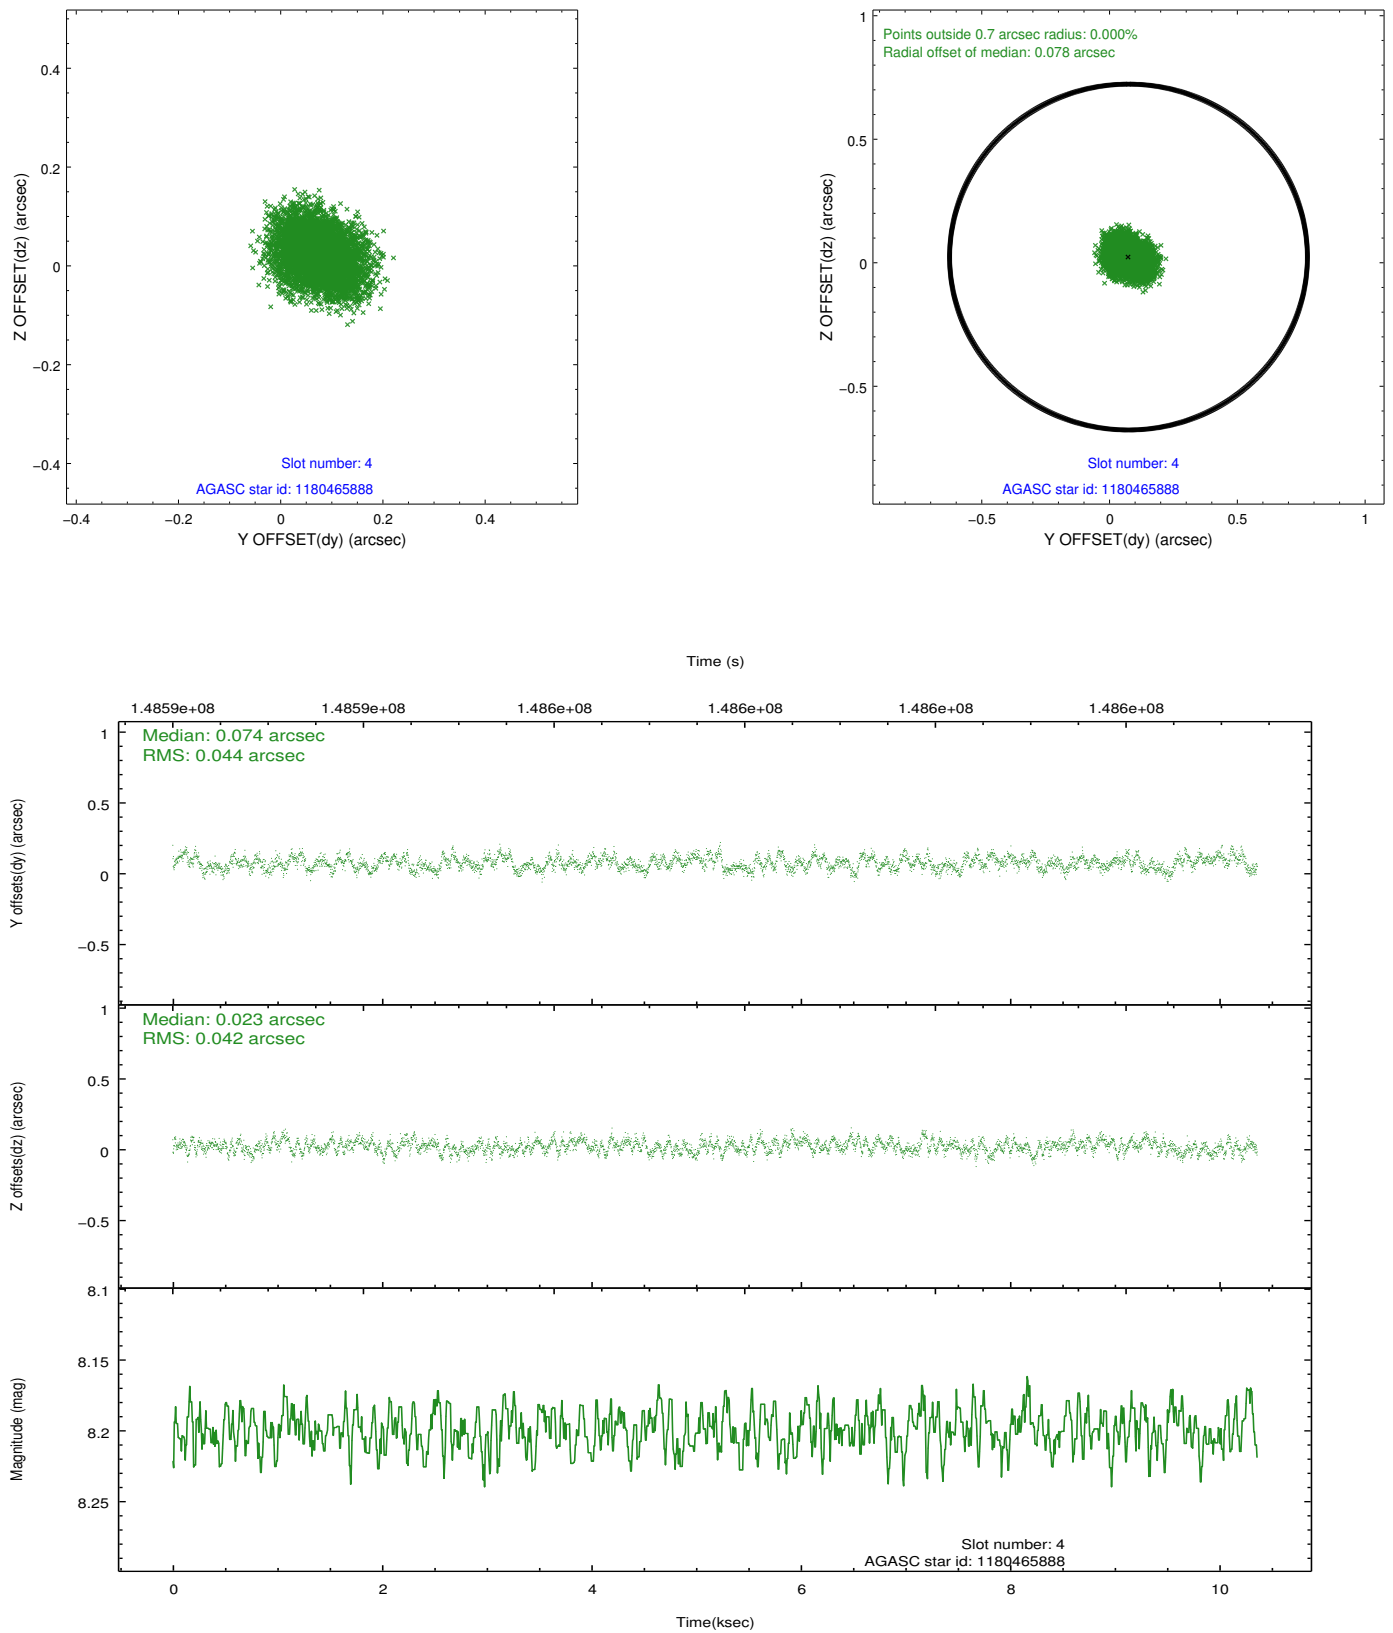 0.4
0.2
0
−0.2
−0.4
Z OFFSET(dz) (arcsec)
Slot number: 4
AGASC star id: 1180465888
−0.4 −0.2 0 0.2 0.4
Y OFFSET(dy) (arcsec)
1
0.5
0
−0.5
Z OFFSET(dz) (arcsec)
Points outside 0.7 arcsec radius: 0.000%
Radial offset of median: 0.078 arcsec
Slot number: 4
AGASC star id: 1180465888
−0.5 0 0.5 1
Y OFFSET(dy) (arcsec)
Time (s)
1.4859e+08 1.4859e+08 1.486e+08 1.486e+08 1.486e+08 1.486e+08
Median: 0.074 arcsec
RMS: 0.044 arcsec
1
0.5
0
−0.5
Y offsets(dy) (arcsec)
Median: 0.023 arcsec
RMS: 0.042 arcsec
1
0.5
0
−0.5
Z offsets(dz) (arcsec)
8.1
8.15
8.2
8.25
Magnitude (mag)
Slot number: 4
AGASC star id: 1180465888
0 2 4 6 8 10
Time(ksec)